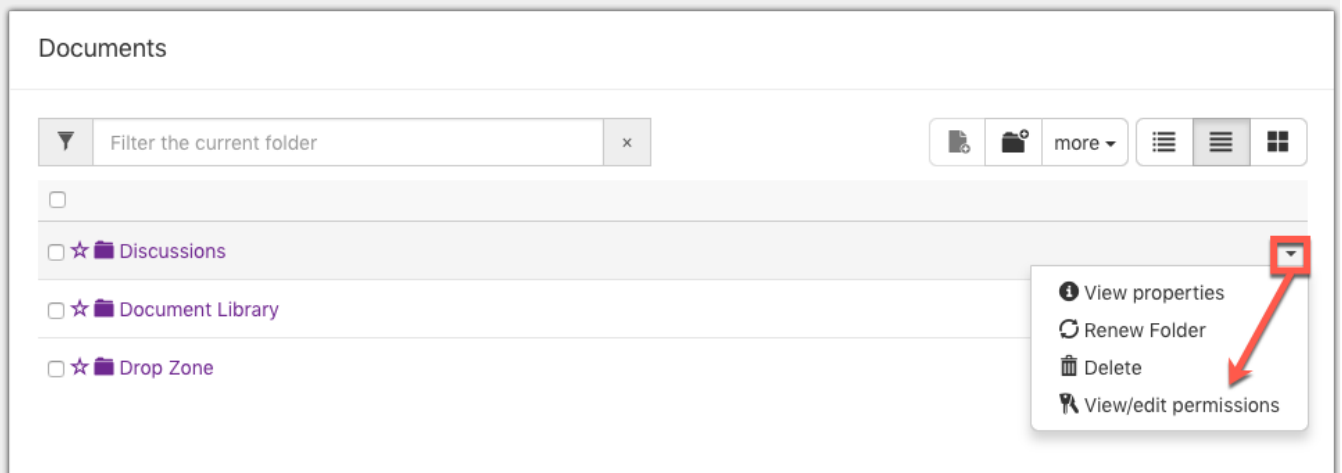 Documents
Filter the current folder ×
more
Discussions
Document Library
Drop Zone
View properties
Renew Folder
Delete
View/edit permissions